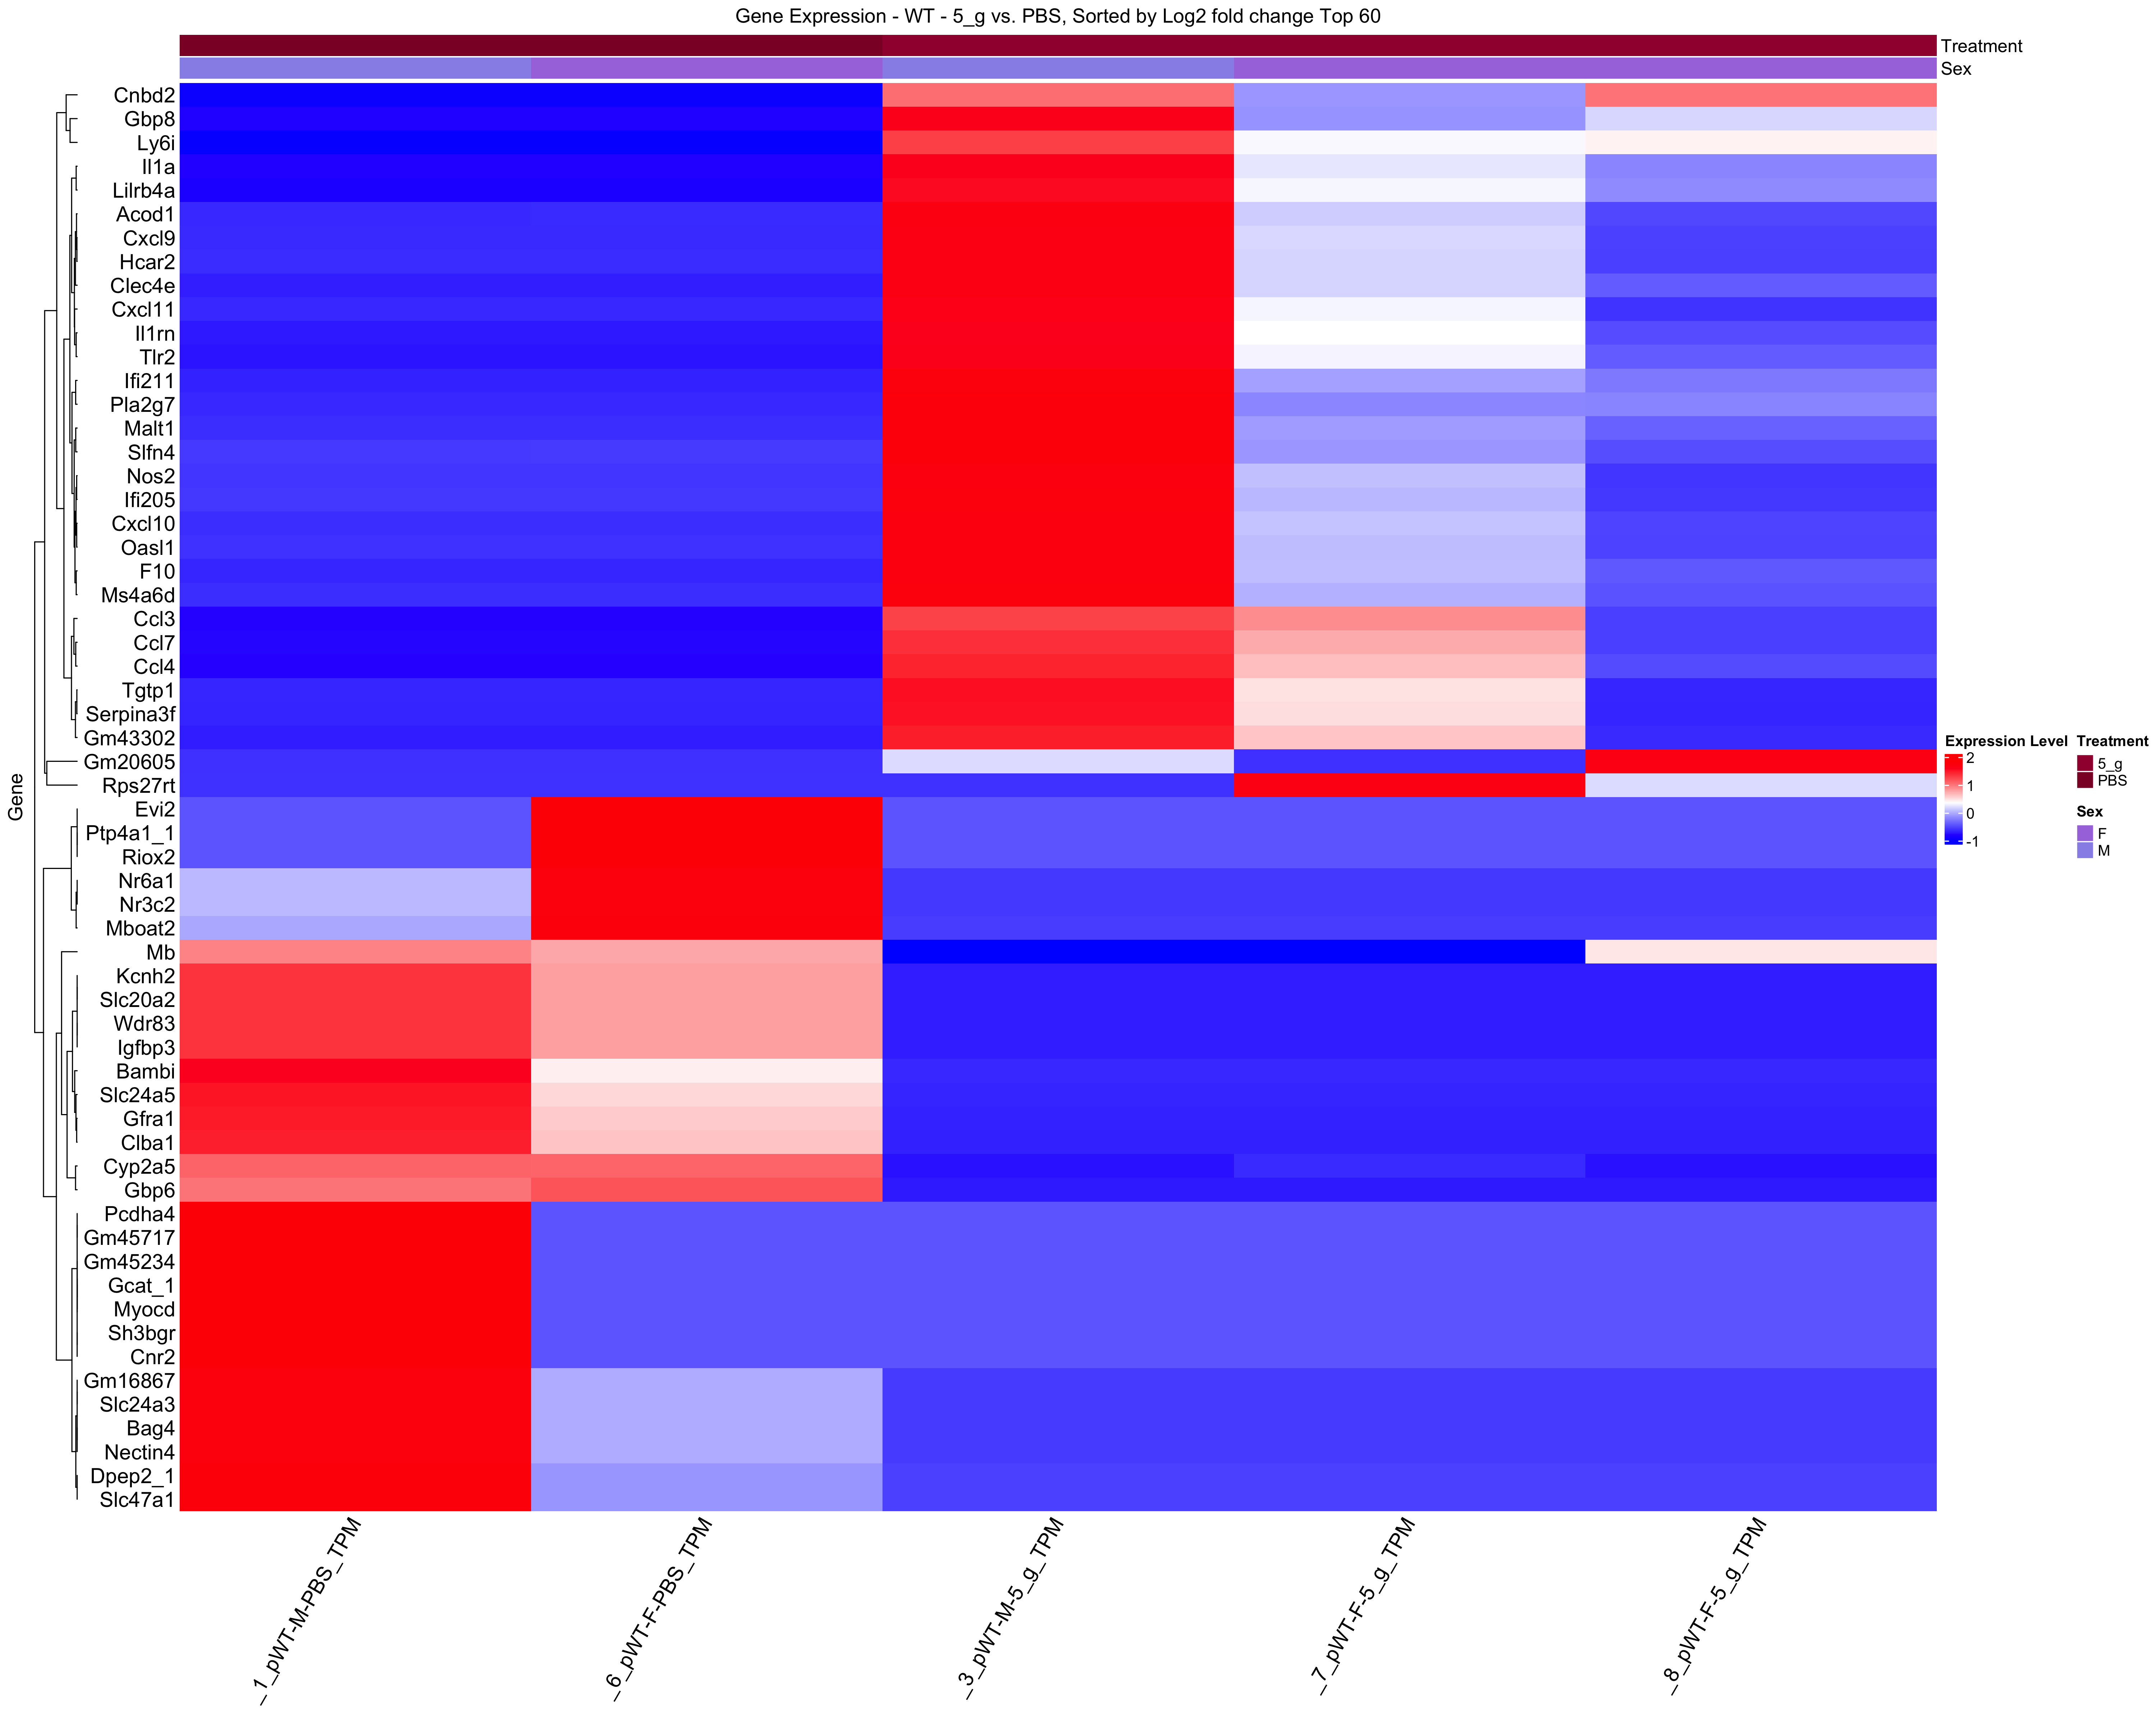 Gene Expression - WT - 5_g vs. PBS, Sorted by Log2 fold change Top 60
Treatment
Sex
Cnbd2
Gbp8
Ly6i
Il1a
Lilrb4a
Acod1
Cxcl9
Hcar2
Clec4e
Cxcl11
Il1rn
Tlr2
Ifi211
Pla2g7
Malt1
Slfn4
Nos2
Ifi205
Cxcl10
Oasl1
F10
Ms4a6d
Ccl3
Ccl7
Ccl4
Tgtp1
Serpina3f
Gm43302
Gm20605
Rps27rt
Evi2
Ptp4a1_1
Riox2
Nr6a1
Nr3c2
Mboat2
Mb
Kcnh2
Slc20a2
Wdr83
Igfbp3
Bambi
Slc24a5
Gfra1
Clba1
Cyp2a5
Gbp6
Pcdha4
Gm45717
Gm45234
Gcat_1
Myocd
Sh3bgr
Cnr2
Gm16867
Slc24a3
Bag4
Nectin4
Dpep2_1
Slc47a1
Gene
Expression Level
2
1
0
-1
Treatment
5_g
PBS
Sex
F
M
_1_pWT-M-PBS_TPM
_6_pWT-F-PBS_TPM
_3_pWT-M-5_g_TPM
_7_pWT-F-5_g_TPM
_8_pWT-F-5_g_TPM